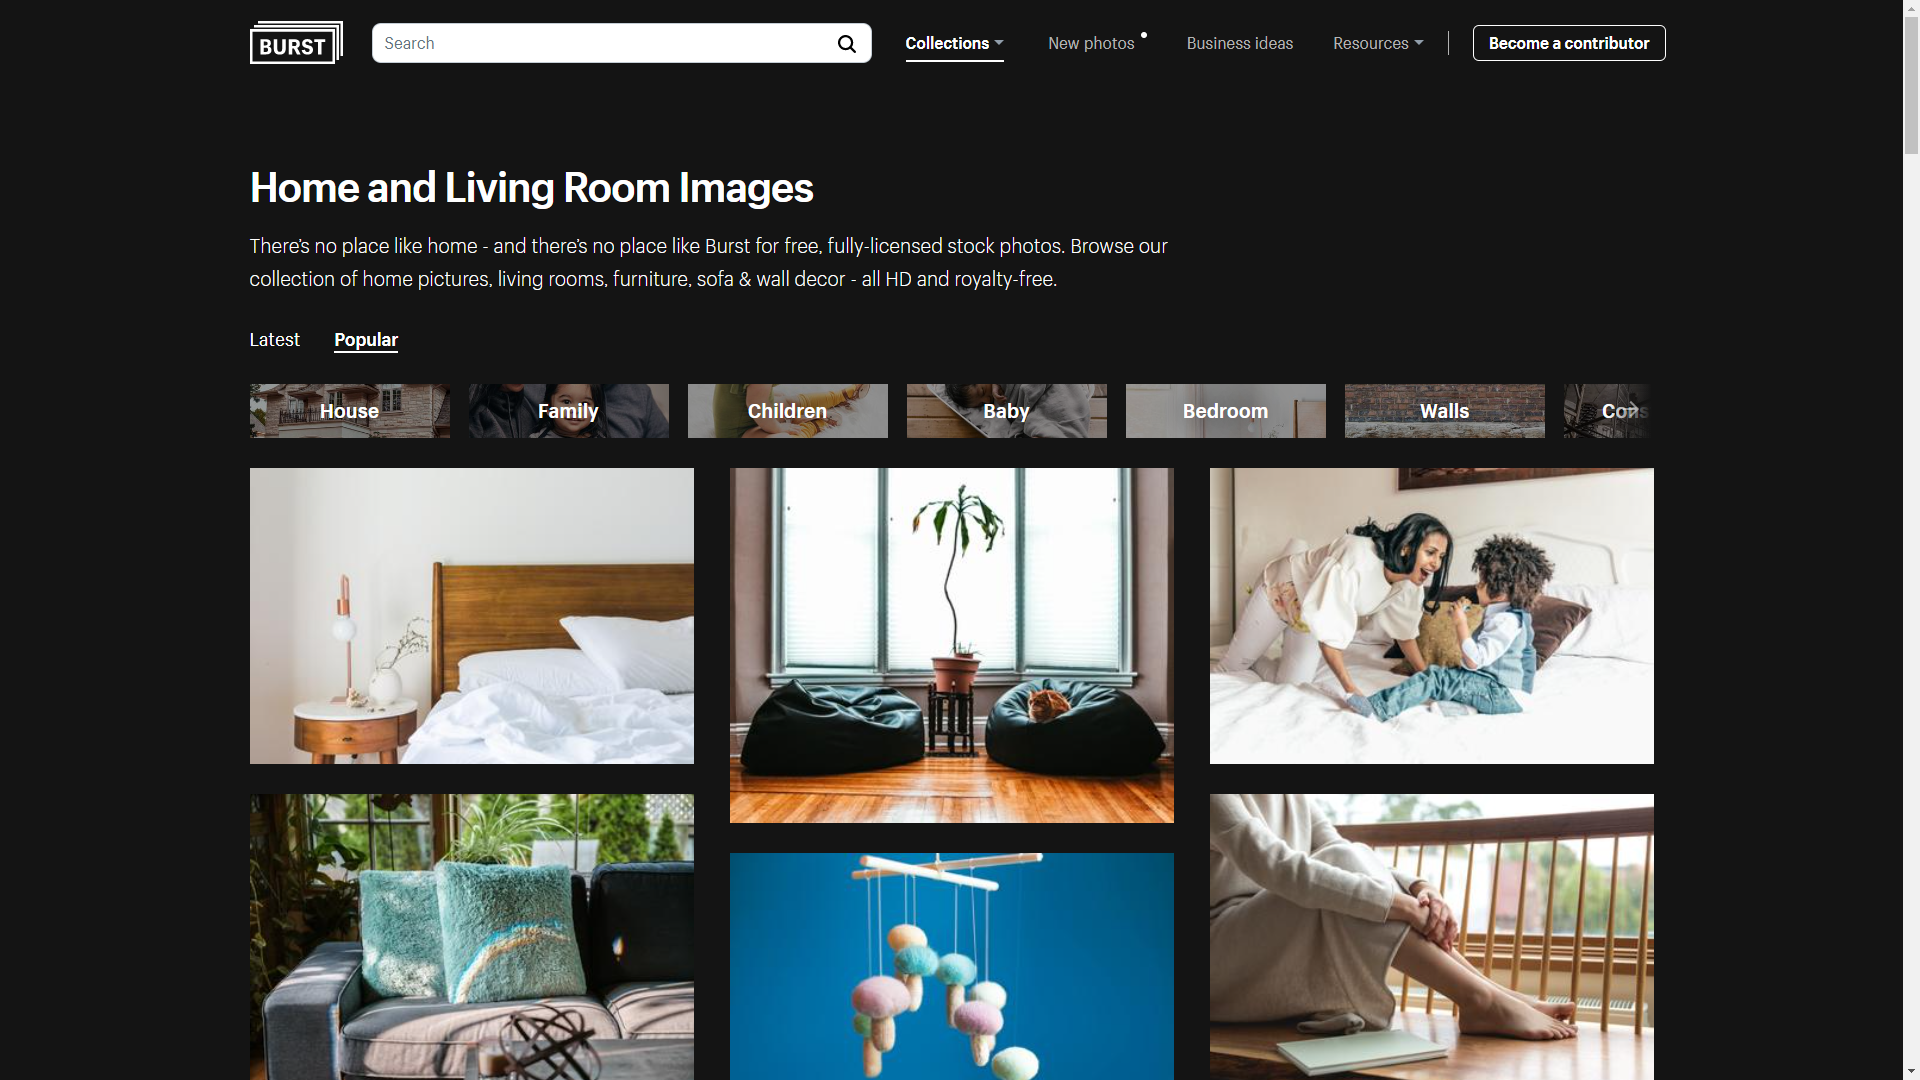 BURST
Search
Collections
New photos
Business ideas
Resources
Become a contributor
Home and Living Room Images
There's no place like home - and there's no place like Burst for free, fully-licensed stock photos. Browse our
collection of home pictures, living rooms, furniture, sofa & wall decor - all HD and royalty-free.
Latest
Popular
House
Family
Children
Baby
Bedroom
Walls